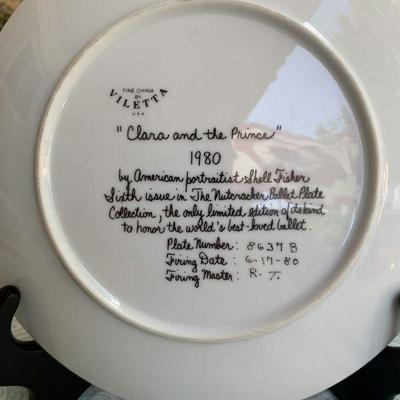 FINE CHINA
BY
VILETTA
U.S.A
"Clara and the Prince"
1980
by American portraitist Shell Fisher
Sixth issue in The Nutcracker Ballet Plate
Collection, the only limited edition of its kind
to honor the world's best-loved ballet.
Plate Number: 8637 B
Firing Date: 6-17-80
Firing Master: R. T.